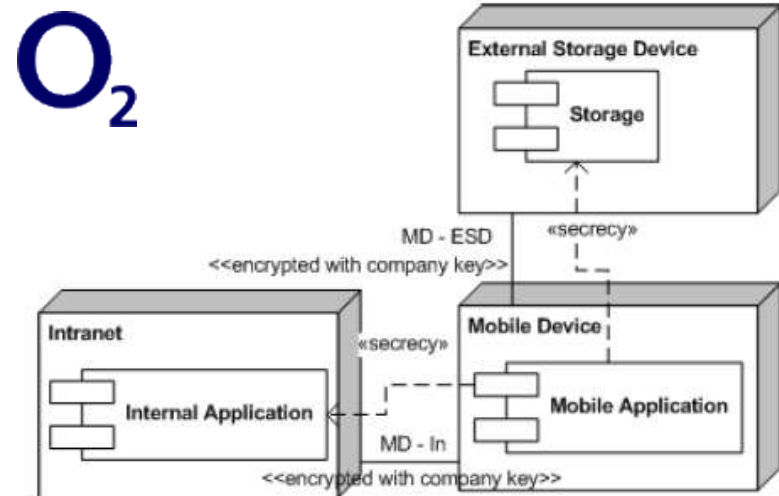 O2
External Storage Device
Storage
MD - ESD
«secrecy»
<<encrypted with company key>>
Intranet
«secrecy»
Mobile Device
Internal Application
Mobile Application
MD - In
<<encrypted with company key>>